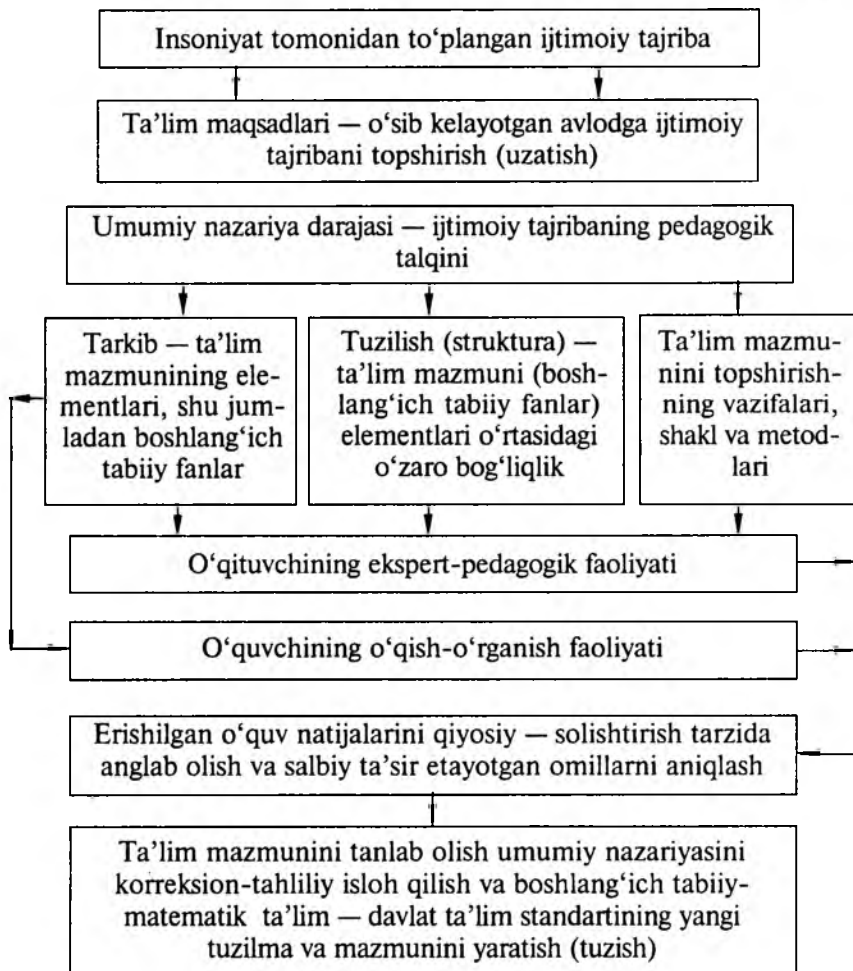 Insoniyat tomonidan to‘plangan ijtimoiy tajriba
Ta’lim maqsadlari — o‘sib kelayotgan avlodga ijtimoiy
tajribani topshirish (uzatish)
Umumiy nazariya darajasi — ijtimoiy tajribaning pedagogik
talqini
Tarkib — ta’lim
mazmunining ele-
mentlari, shu jum-
ladan boshlang‘ich
tabiiy fanlar
Tuzilish (struktura) —
ta’lim mazmuni (bosh-
lang‘ich tabiiy fanlar)
elementlari o‘rtasidagi
o‘zaro bog‘liqlik
Ta’lim mazmu-
nini topshirish-
ning vazifalari,
shakl va metod-
lari
O‘qituvchining ekspert-pedagogik faoliyati
O‘quvchining o‘qish-o‘rganish faoliyati
Erishilgan o‘quv natijalarini qiyosiy — solishtirish tarzida
anglab olish va salbiy ta’sir etayotgan omillarni aniqlash
Ta’lim mazmunini tanlab olish umumiy nazariyasini
korreksion-tahliliy isloh qilish va boshlang‘ich tabiiy-
matematik ta’lim — davlat ta’lim standartining yangi
tuzilma va mazmunini yaratish (tuzish)